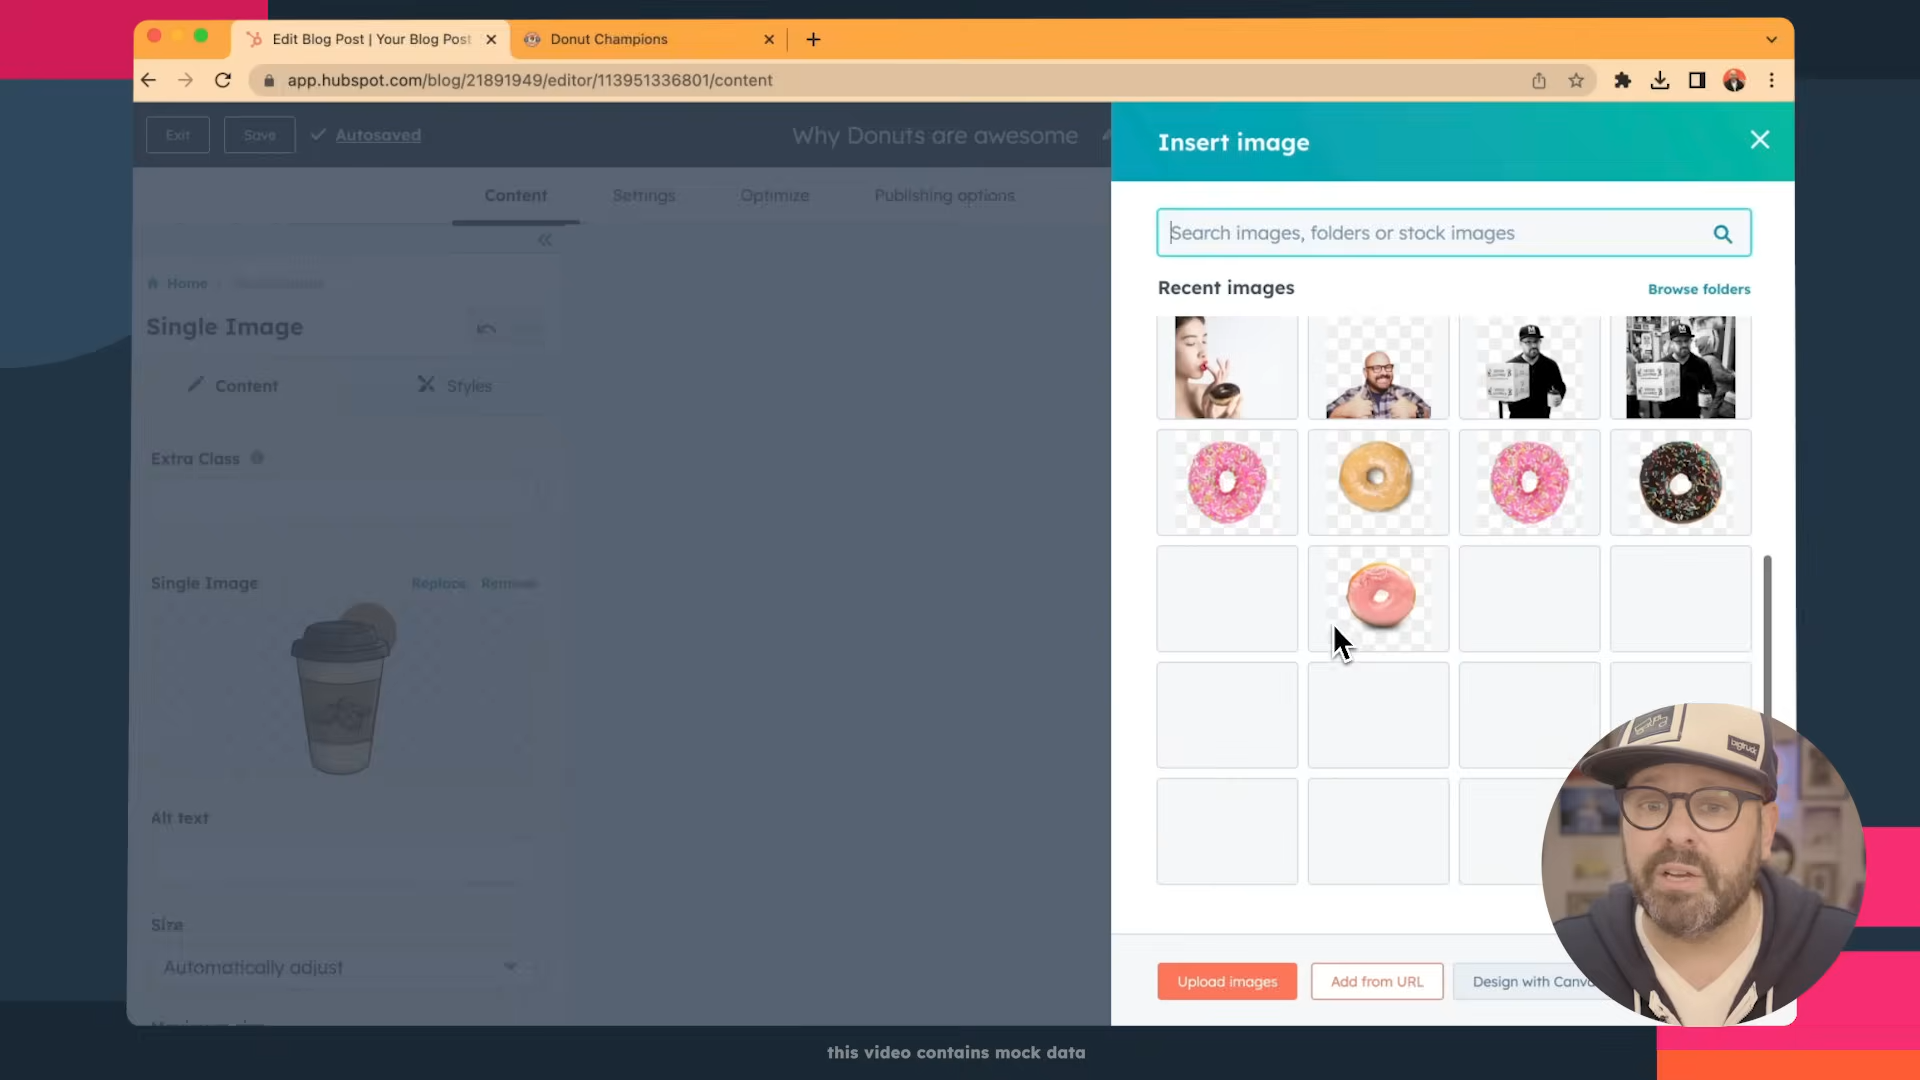 Edit Blog Post | Your Blog Post
Donut Champions
app.hubspot.com/blog/21891949/editor/113951336801/content
Exit
Save
Autosaved
Why Donuts are awesome
Insert image
Content
Settings
Optimize
Publishing options
Search images, folders or stock images
Home
Recent images
Browse folders
Single Image
Content
Styles
Extra Class
Single Image
Replace
Remove
Alt text
Size
Automatically adjust
Upload images
Add from URL
Design with Canva
this video contains mock data